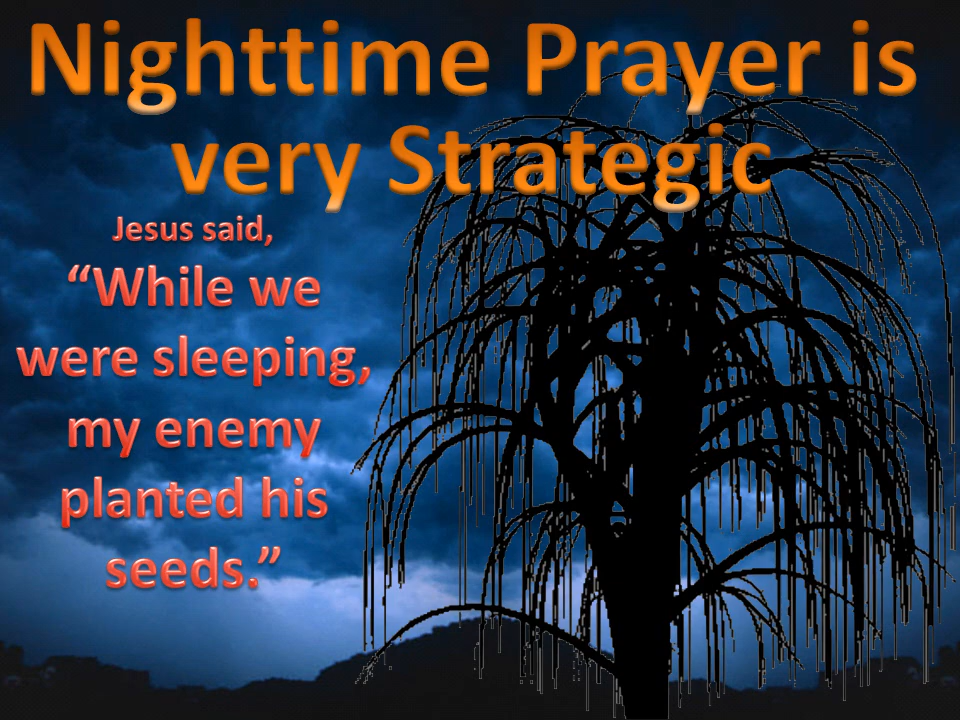 Nighttime Prayer is
very Strategic
Jesus said,
“While we
were sleeping,
my enemy
planted his
seeds.”